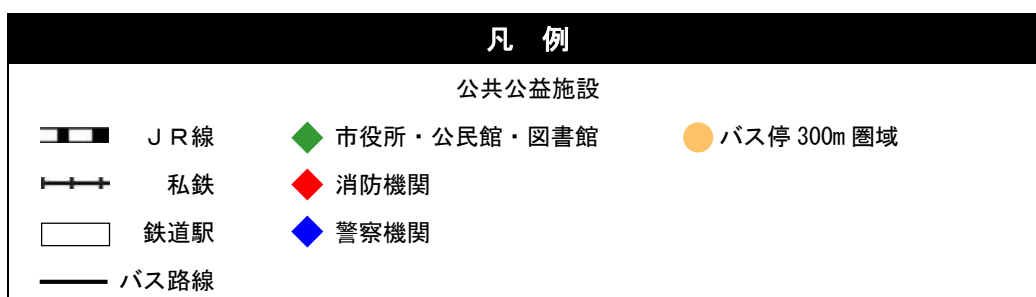 凡 例
公共公益施設
ＪＲ線 市役所・公民館・図書館 バス停 300m 圏域
私鉄 消防機関
鉄道駅 警察機関
バス路線